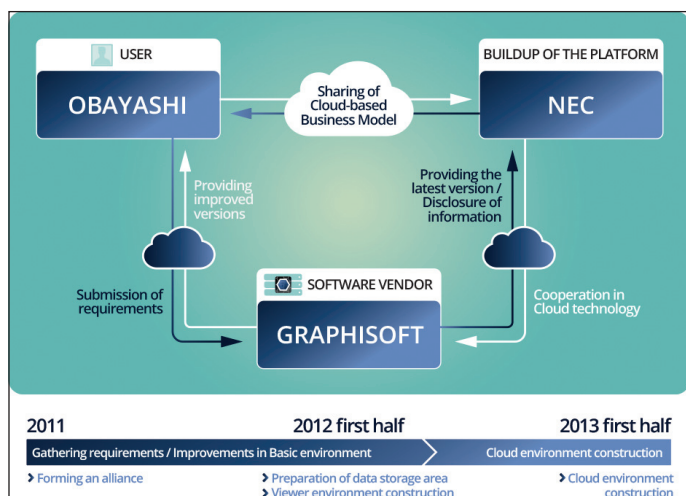 USER
OBAYASHI
BUILDUP OF THE PLATFORM
NEC
Sharing of
Cloud-based
Business Model
Providing
improved
versions
Providing the
latest version /
Disclosure of
information
Submission of
requirements
SOFTWARE VENDOR
GRAPHISOFT
Cooperation in
Cloud technology
2011
2012 first half
2013 first half
Gathering requirements / Improvements in Basic environment
Cloud environment construction
Forming an alliance
Preparation of data storage area
Viewer environment construction
Cloud environment
construction